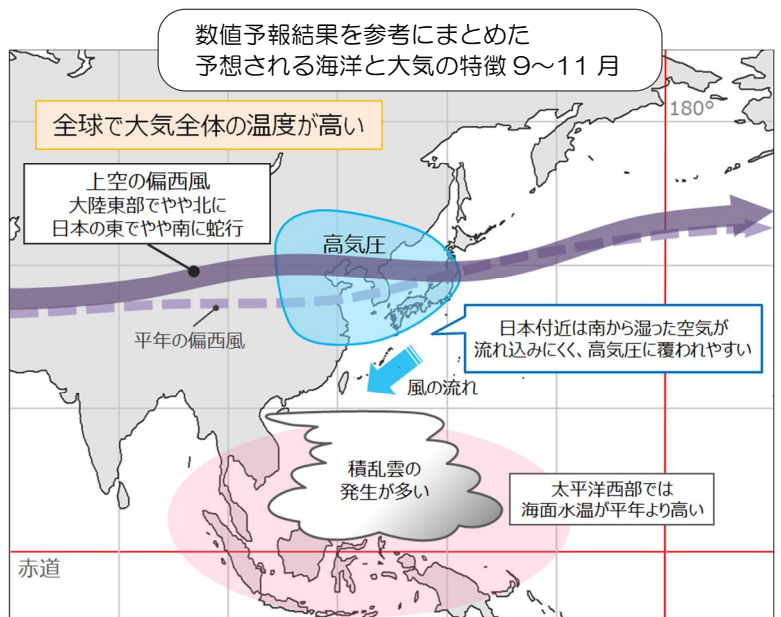 数値予報結果を参考にまとめた
予想される海洋と大気の特徴 9～11 月
全球で大気全体の温度が高い
180°
上空の偏西風
大陸東部でやや北に
日本の東でやや南に蛇行
高気圧
平年の偏西風
日本付近は南から湿った空気が
流れ込みにくく、高気圧に覆われやすい
風の流れ
積乱雲の
発生が多い
太平洋西部では
海面水温が平年より高い
赤道